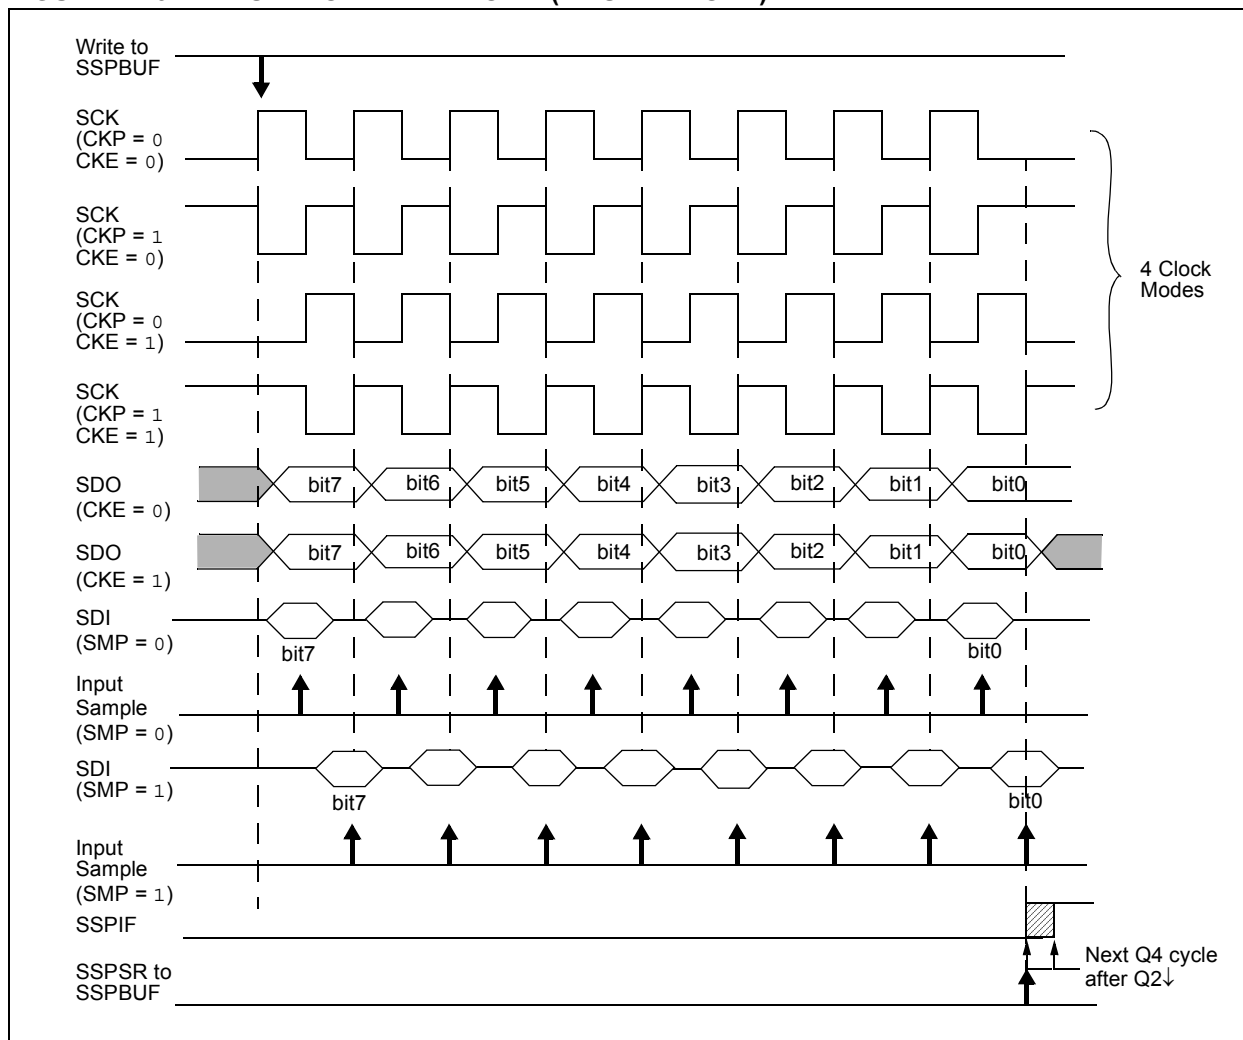 Write to
SSPBUF
SCK
(CKP = 0
CKE = 0)
SCK
(CKP = 1
CKE = 0)
SCK
(CKP = 0
CKE = 1)
SCK
(CKP = 1
CKE = 1)
4 Clock
Modes
SDO
(CKE = 0)
bit7 bit6 bit5 bit4 bit3 bit2 bit1 bit0
SDO
(CKE = 1)
bit7 bit6 bit5 bit4 bit3 bit2 bit1 bit0
SDI
(SMP = 0)
bit7 bit0
Input
Sample
(SMP = 0)
SDI
(SMP = 1)
bit7 bit0
Input
Sample
(SMP = 1)
SSPIF
SSPSR to
SSPBUF
Next Q4 cycle
after Q2↓